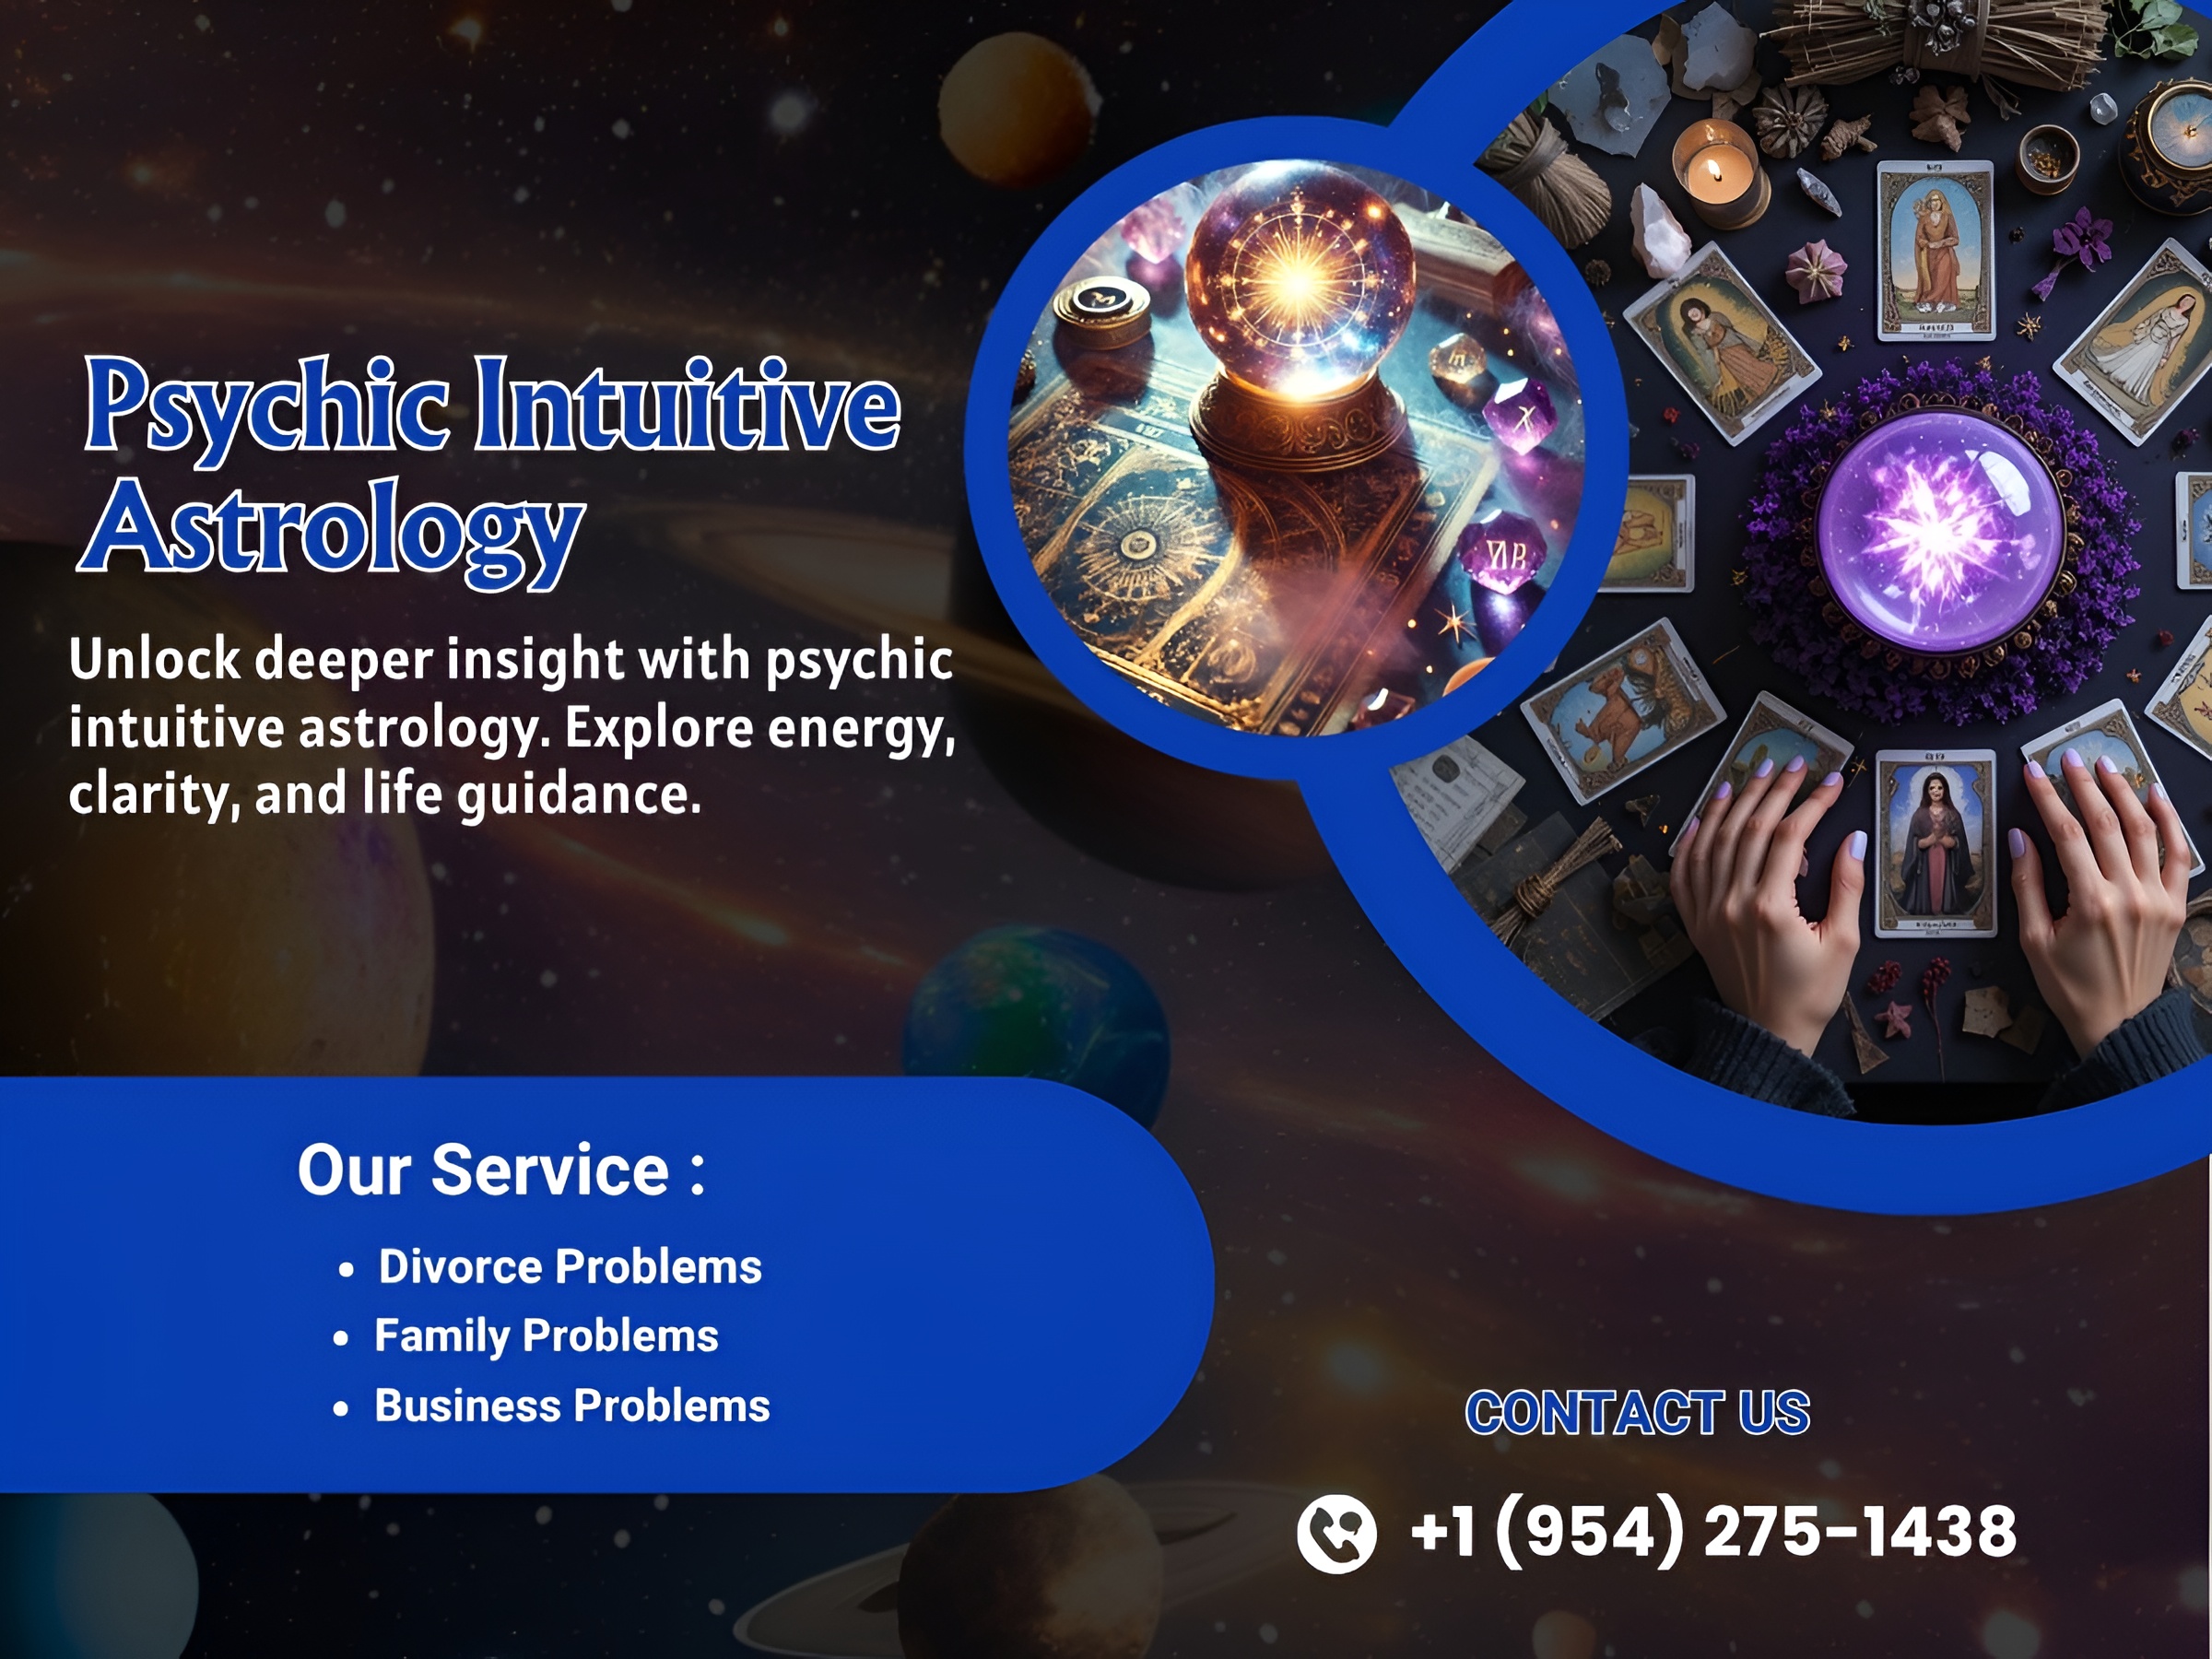 Psychic Intuitive
Astrology
Unlock deeper insight with psychic
intuitive astrology. Explore energy,
clarity, and life guidance.
Our Service :
• Divorce Problems
• Family Problems
• Business Problems
CONTACT US
+1 (954) 275-1438